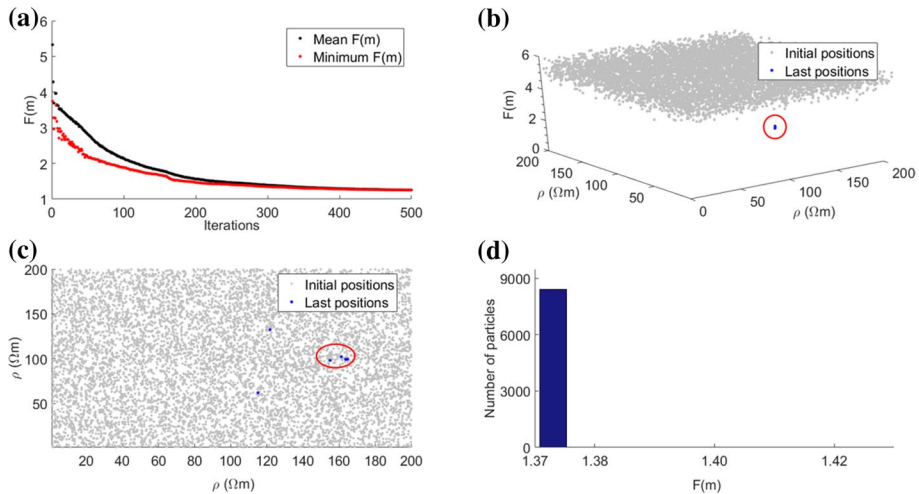 (a)
6
5
4
3
2
1
F(m)
Mean F(m)
Minimum F(m)
0 100 200 300 400 500
Iterations
(b)
6
4
2
0
F(m)
Initial positions
Last positions
200 150 100 50
ρ (Ωm)
0 50 100 150 200
ρ (Ωm)
(c)
200
150
100
50
ρ (Ωm)
Initial positions
Last positions
20 40 60 80 100 120 140 160 180 200
ρ (Ωm)
(d)
9000
6000
3000
0
Number of particles
1.37 1.38 1.40 1.42
F(m)